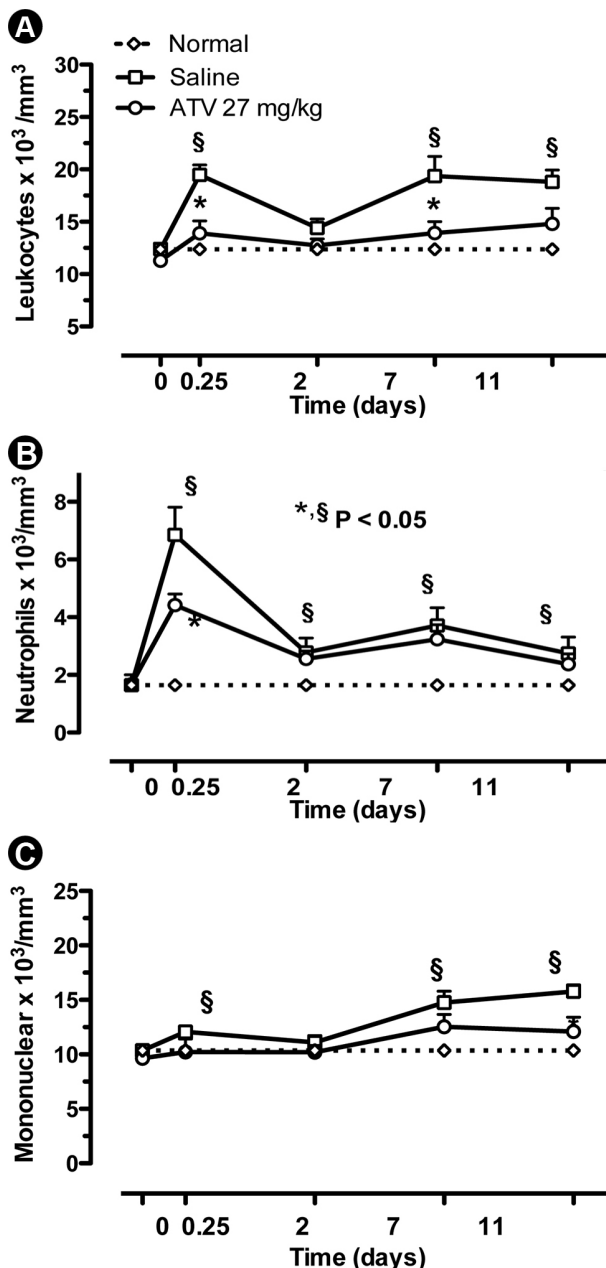 A
Normal
Saline
ATV 27 mg/kg
Leukocytes x 10³ /mm³
30
25
20
15
10
5
§
§
§
*
*
0 0.25 2 7 11
Time (days)
B
Neutrophils x 10³/mm³
8
6
4
2
0
§
*,§ P < 0.05
§
§
§
*
0 0.25 2 7 11
Time (days)
C
Mononuclear x 10³/mm³
25
20
15
10
5
0
§
§
§
*
0 0.25 2 7 11
Time (days)